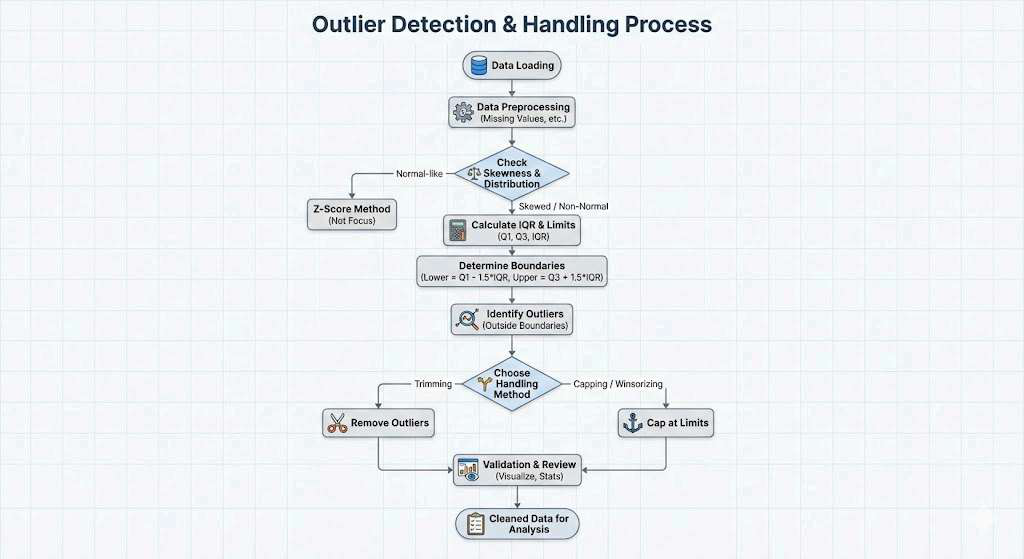 Outlier Detection & Handling Process
Data Loading
Data Preprocessing
(Missing Values, etc.)
Check
Skewness &
Distribution
Normal-like
Z-Score Method
(Not Focus)
Skewed / Non-Normal
Calculate IQR & Limits
(Q1, Q3, IQR)
Determine Boundaries
(Lower = Q1 - 1.5*IQR, Upper = Q3 + 1.5*IQR)
Identify Outliers
(Outside Boundaries)
Choose
Handling
Method
Trimming
Capping / Winsorizing
Remove Outliers
Cap at Limits
Validation & Review
(Visualize, Stats)
Cleaned Data for
Analysis